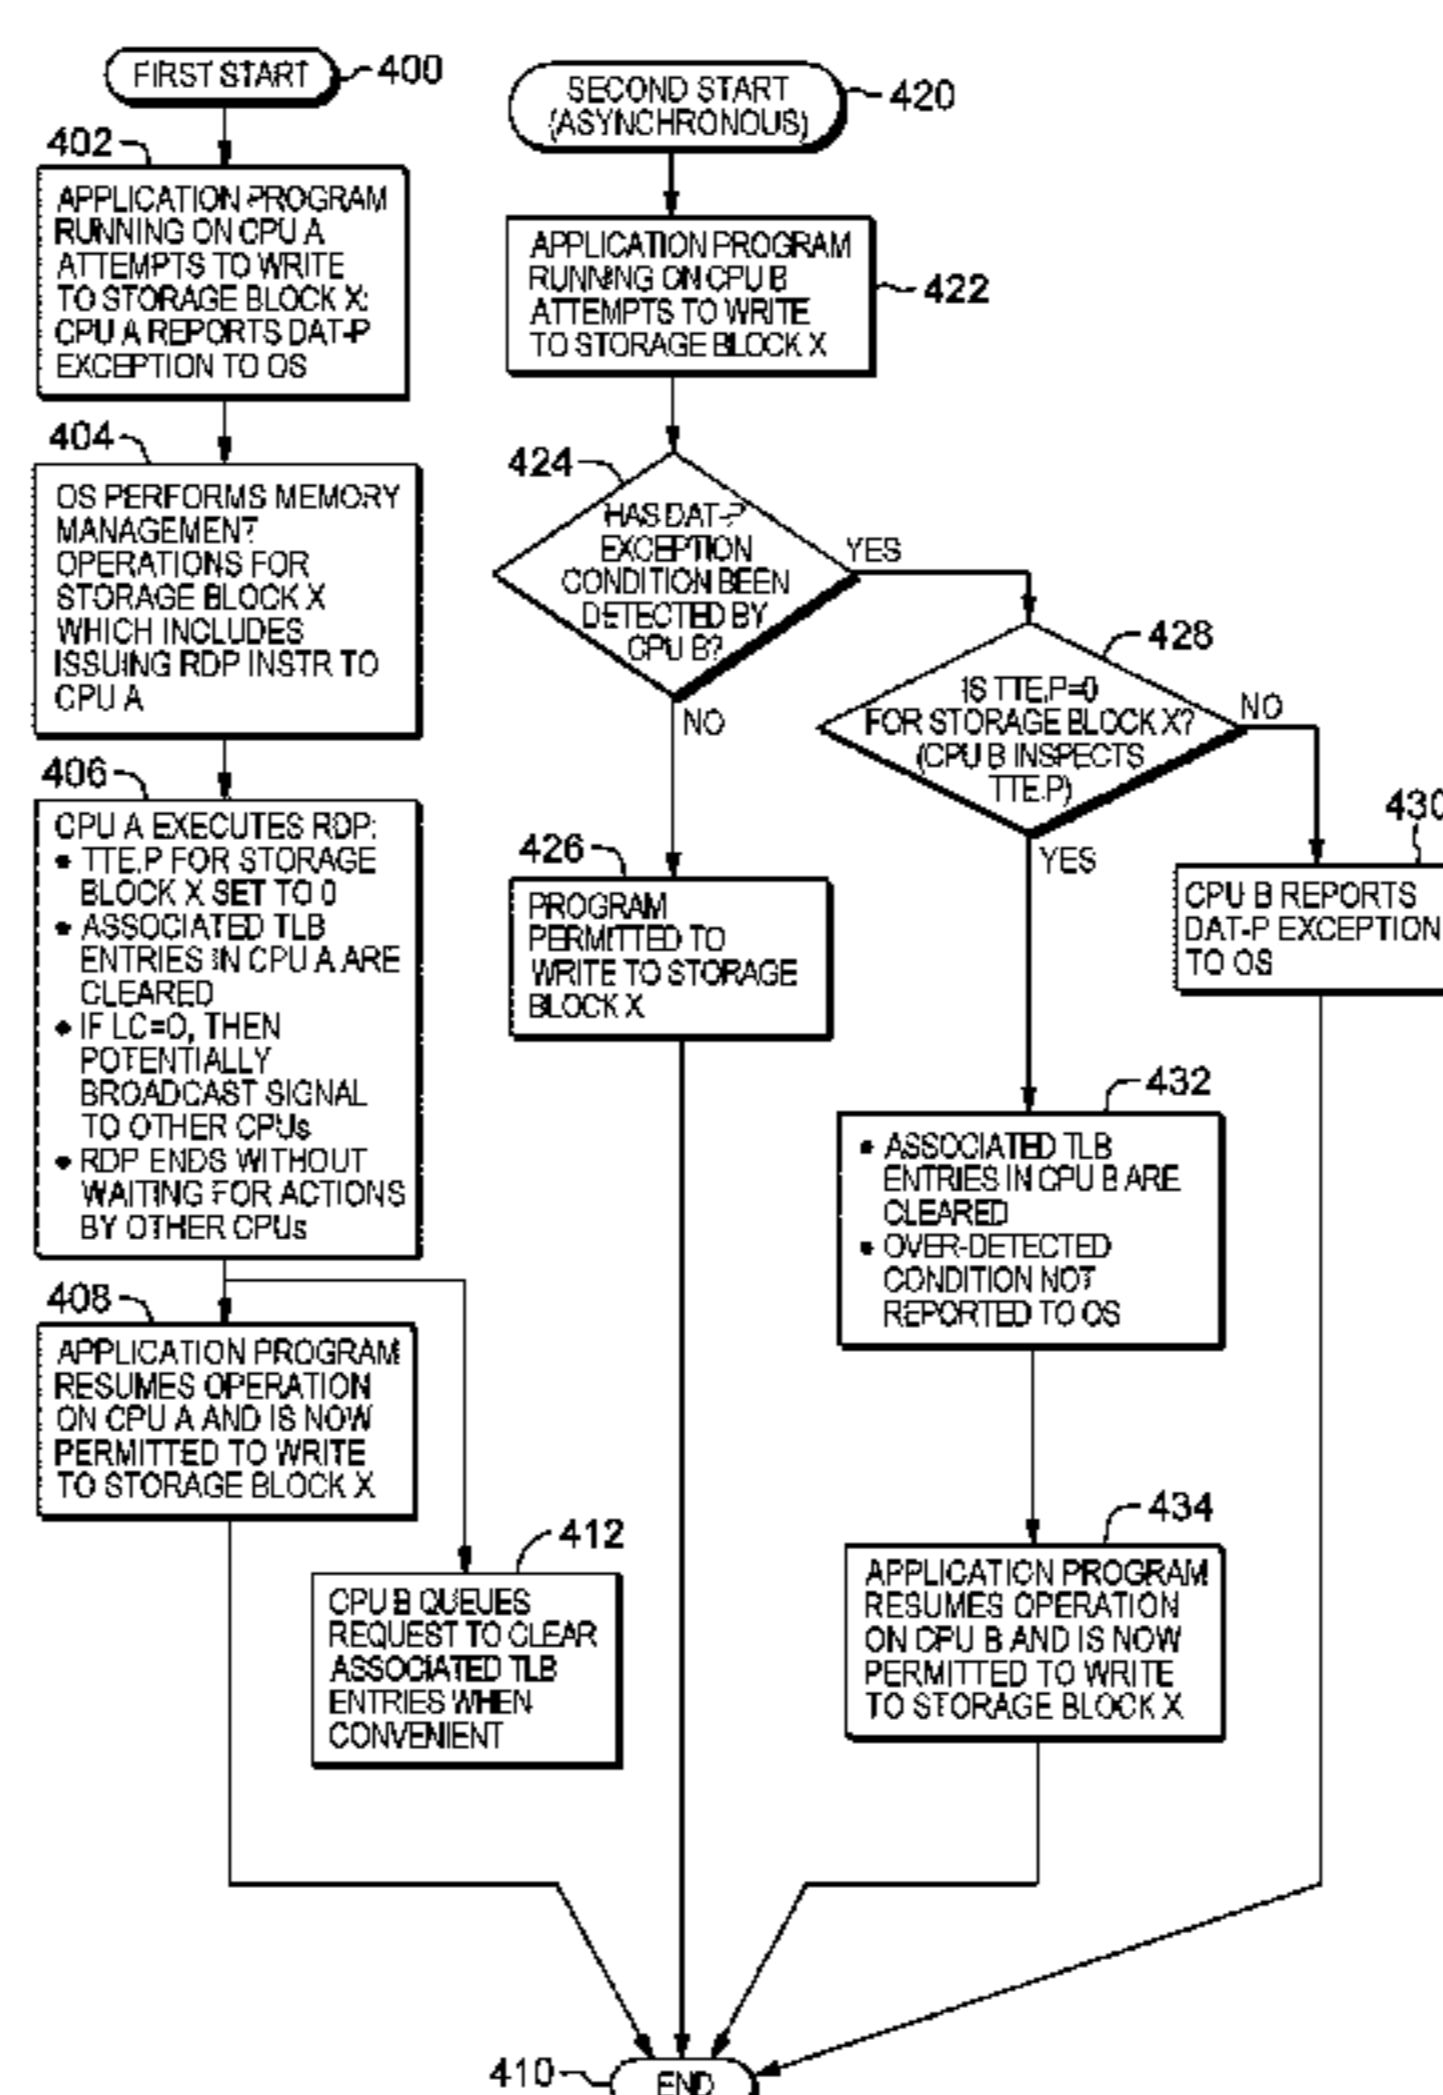 FIRST START
400
402
APPLICATION PROGRAM
RUNNING ON CPU A
ATTEMPTS TO WRITE
TO STORAGE BLOCK X:
CPU A REPORTS DAT-P
EXCEPTION TO OS
404
OS PERFORMS MEMORY
MANAGEMENT
OPERATIONS FOR
STORAGE BLOCK X
WHICH INCLUDES
ISSUING RDP INSTR TO
CPU A
406
CPU A EXECUTES RDP:
• TTE.P FOR STORAGE
BLOCK X SET TO 0
• ASSOCIATED TLB
ENTRIES IN CPU A ARE
CLEARED
• IF LC=0, THEN
POTENTIALLY
BROADCAST SIGNAL
TO OTHER CPUs
• RDP ENDS WITHOUT
WAITING FOR ACTIONS
BY OTHER CPUs
408
APPLICATION PROGRAM
RESUMES OPERATION
ON CPU A AND IS NOW
PERMITTED TO WRITE
TO STORAGE BLOCK X
412
CPU B QUEUES
REQUEST TO CLEAR
ASSOCIATED TLB
ENTRIES WHEN
CONVENIENT
SECOND START
(ASYNCHRONOUS)
420
APPLICATION PROGRAM
RUNNING ON CPU B
ATTEMPTS TO WRITE
TO STORAGE BLOCK X
422
424
HAS DAT-P
EXCEPTION
CONDITION BEEN
DETECTED BY
CPU B?
YES
NO
426
PROGRAM
PERMITTED TO
WRITE TO STORAGE
BLOCK X
428
IS TTE.P=0
FOR STORAGE BLOCK X?
(CPU B INSPECTS
TTE.P)
NO
YES
430
CPU B REPORTS
DAT-P EXCEPTION
TO OS
432
• ASSOCIATED TLB
ENTRIES IN CPU B ARE
CLEARED
• OVER-DETECTED
CONDITION NOT
REPORTED TO OS
434
APPLICATION PROGRAM
RESUMES OPERATION
ON CPU B AND IS NOW
PERMITTED TO WRITE
TO STORAGE BLOCK X
410
END